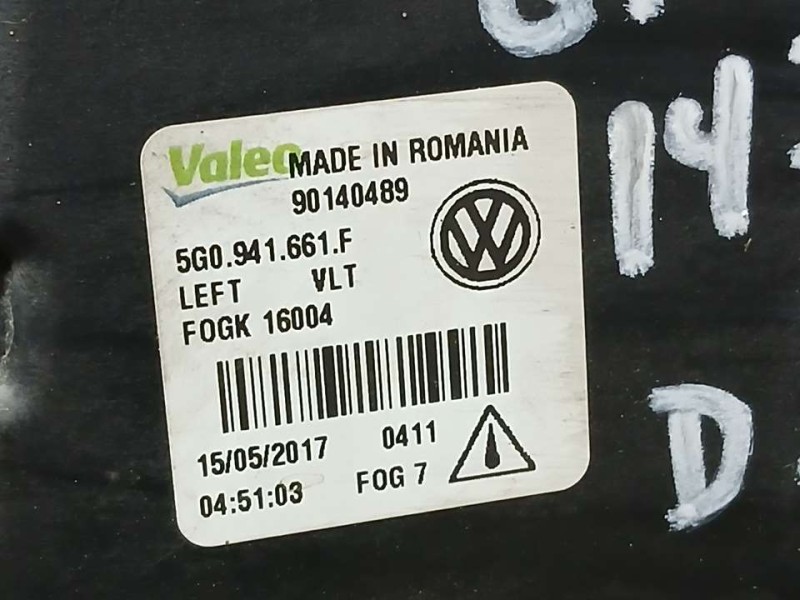 Valeo MADE IN ROMANIA
90140489
5G0.941.661.F
LEFT VLT
FOGK 16004
15/05/2017 0411
04:51:03 FOG 7
14
D